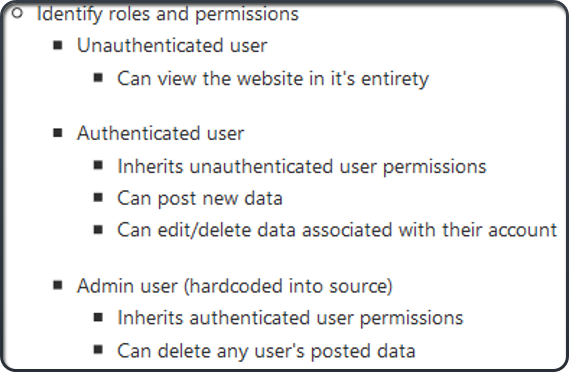 Identify roles and permissions
Unauthenticated user
Can view the website in it's entirety
Authenticated user
Inherits unauthenticated user permissions
Can post new data
Can edit/delete data associated with their account
Admin user (hardcoded into source)
Inherits authenticated user permissions
Can delete any user's posted data